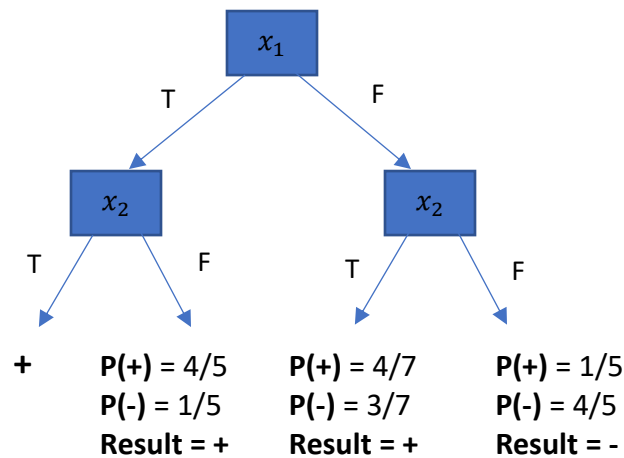 x₁
T
F
x₂
x₂
T
F
T
F
+
P(+) = 4/5
P(-) = 1/5
Result = +
P(+) = 4/7
P(-) = 3/7
Result = +
P(+) = 1/5
P(-) = 4/5
Result = -